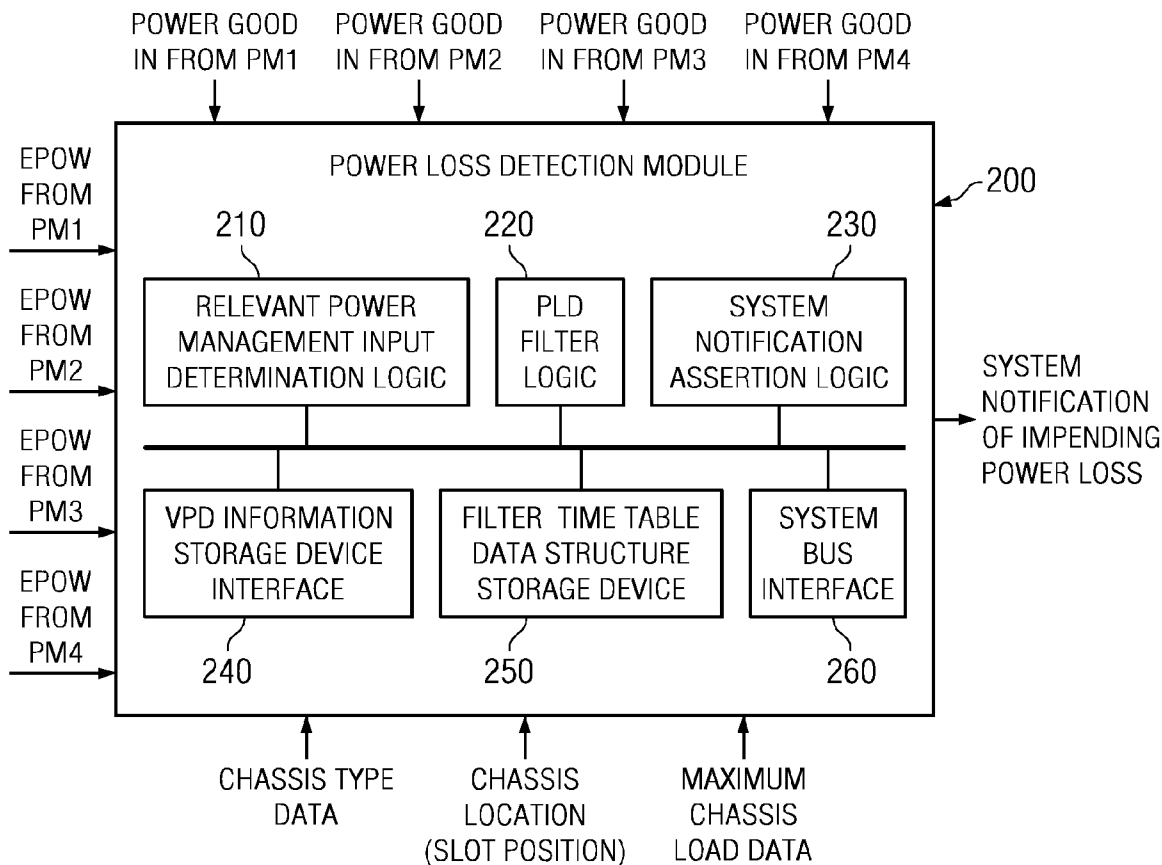 POWER GOOD
IN FROM PM1
POWER GOOD
IN FROM PM2
POWER GOOD
IN FROM PM3
POWER GOOD
IN FROM PM4
EPOW
FROM
PM1
EPOW
FROM
PM2
EPOW
FROM
PM3
EPOW
FROM
PM4
POWER LOSS DETECTION MODULE
200
210
220
230
RELEVANT POWER
MANAGEMENT INPUT
DETERMINATION LOGIC
PLD
FILTER
LOGIC
SYSTEM
NOTIFICATION
ASSERTION LOGIC
SYSTEM
NOTIFICATION
OF IMPENDING
POWER LOSS
VPD INFORMATION
STORAGE DEVICE
INTERFACE
FILTER TIME TABLE
DATA STRUCTURE
STORAGE DEVICE
SYSTEM
BUS
INTERFACE
240
250
260
CHASSIS TYPE
DATA
CHASSIS
LOCATION
(SLOT POSITION)
MAXIMUM
CHASSIS
LOAD DATA